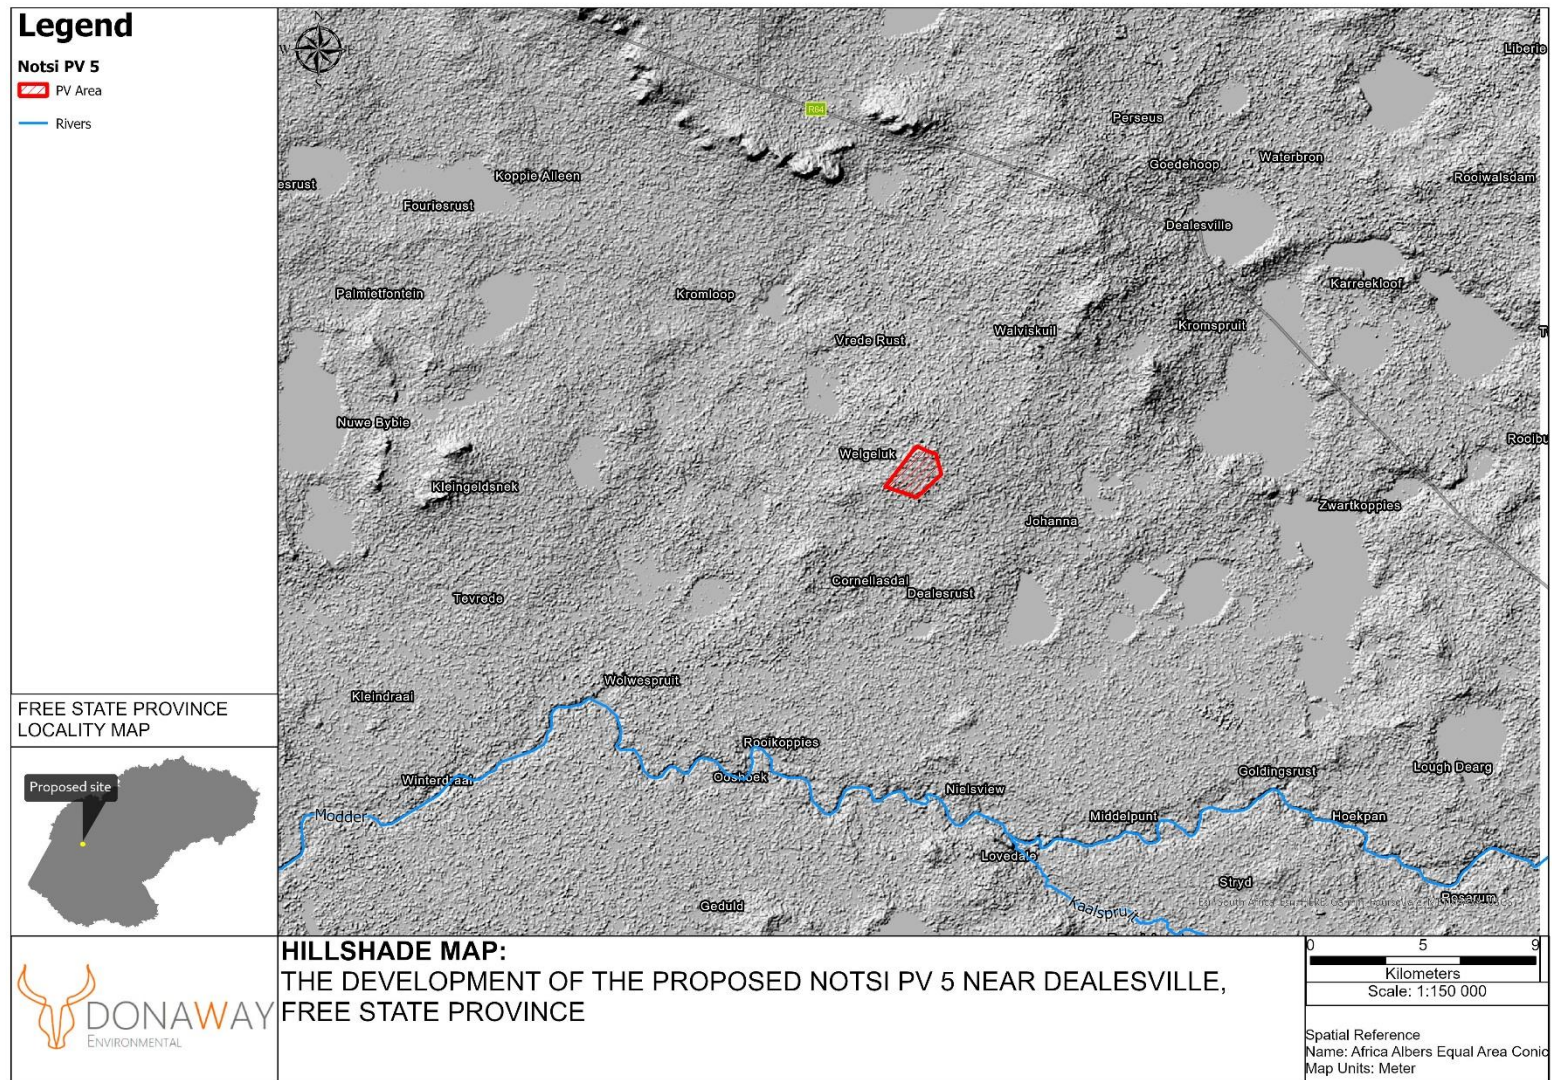 Legend
Notsi PV 5
PV Area
Rivers
FREE STATE PROVINCE
LOCALITY MAP
Proposed site
R64
Liberie
Perseus
Goedehoop
Waterbron
Rooiwalsdam
esrust
Koppie Alleen
Fouriesrust
Dealesville
Palmietfontein
Kromloop
Karreekloof
Vrede Rust
Walviskuil
Kromspruit
Nuwe Bybie
Welgeluk
Rooibu
Kleingeldsnek
Zwartkoppies
Johanna
Cornellasdal
Dealesrust
Tevrede
Wolwespruit
Kleindraai
Rooikoppies
Ooshoek
Winterdraai
Goldingsrust
Lough Dearg
Nielsview
Modder
Middelpunt
Hoekpan
Lovedale
Stryd
Geduld
Kaalspruit
Rosarum
DONAWAY
ENVIRONMENTAL
HILLSHADE MAP:
THE DEVELOPMENT OF THE PROPOSED NOTSI PV 5 NEAR DEALESVILLE,
FREE STATE PROVINCE
0 5 9
Kilometers
Scale: 1:150 000
Spatial Reference
Name: Africa Albers Equal Area Conic
Map Units: Meter